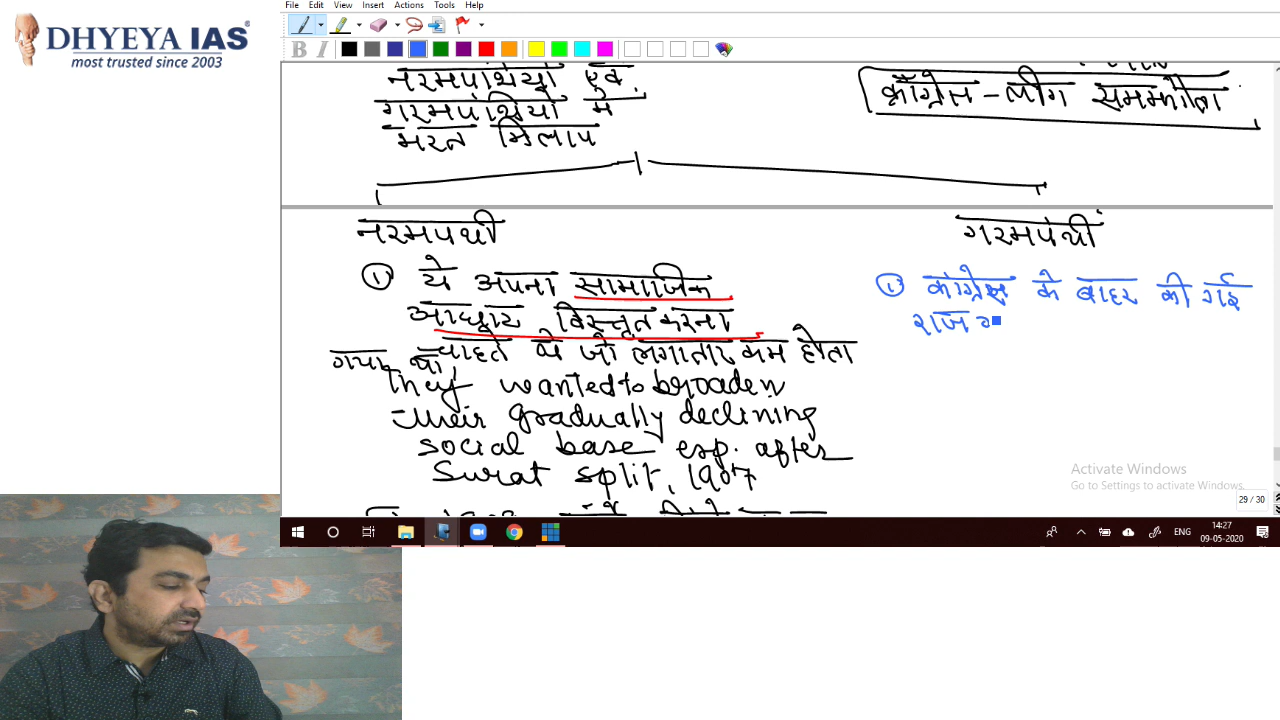 DHYEYA IAS
most trusted since 2003
File Edit View Insert Actions Tools Help
B I
नरमपंथियों एवं
गरमपंथियों में
भरत मिलाप
काँग्रेस-लीग समझौता
नरमपंथी
① ये अपना सामाजिक
आधार विस्तृत करना
चाहते थे जो लगातार कम होता
गया था,
They wanted to broaden
their gradually declining
social base esp. after
Surat split, 1907
गरमपंथी
① कांग्रेस के बाहर की गई
राज
Activate Windows
Go to Settings to activate Windows.
29 / 30
ENG
14:27
09-05-2020